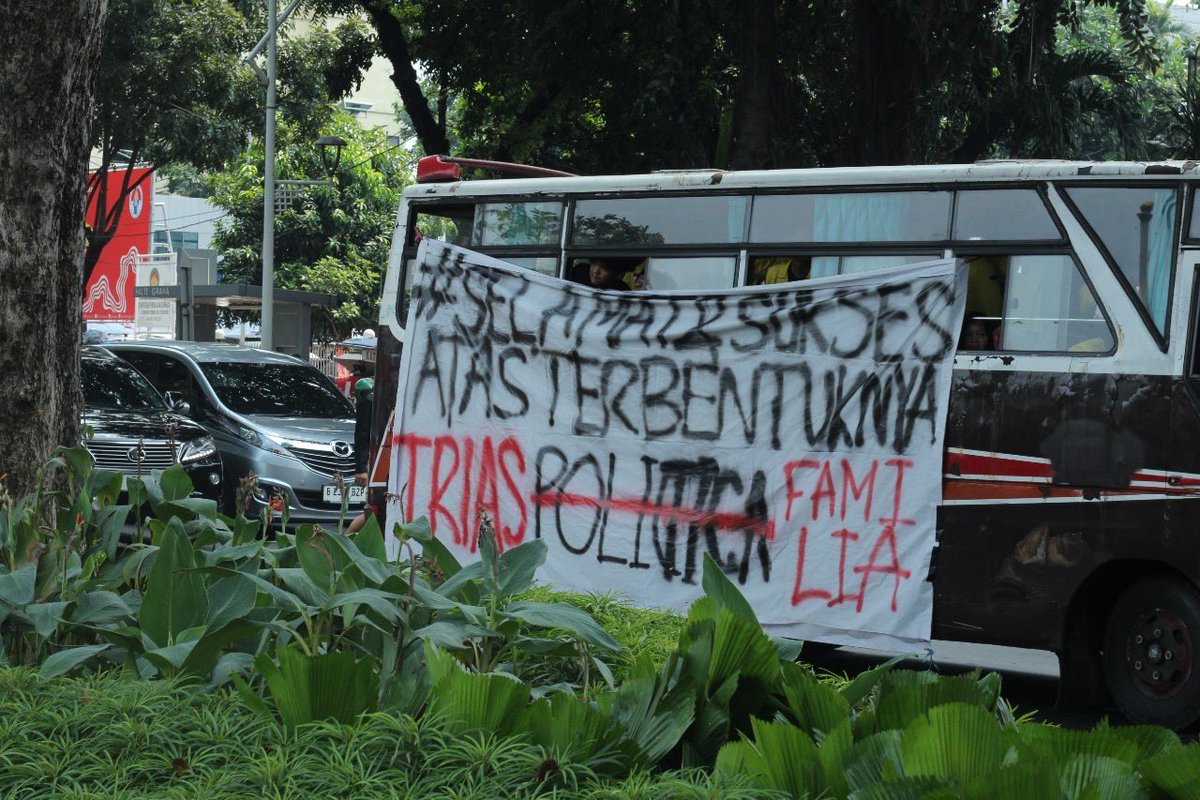 #SELAMAT & SUKSES
ATAS TERBENTUKNYA
TRIAS POLITICA FAMI
LIA